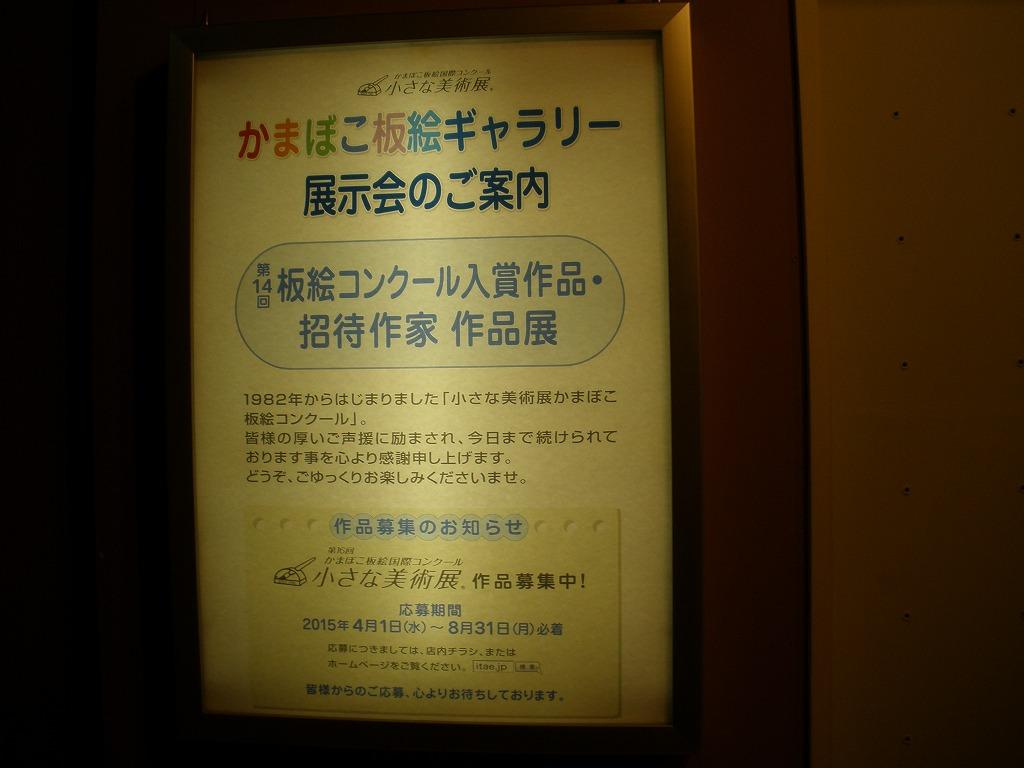 かまぼこ板絵国際コンクール
小さな美術展®
かまぼこ板絵ギャラリー
展示会のご案内
第14回 板絵コンクール入賞作品・
招待作家 作品展
1982年からはじまりました「小さな美術展かまぼこ
板絵コンクール」。
皆様の厚いご声援に励まされ、今日まで続けられて
おります事を心より感謝申し上げます。
どうぞ、ごゆっくりお楽しみくださいませ。
作品募集のお知らせ
第16回
かまぼこ板絵国際コンクール
小さな美術展® 作品募集中!
応募期間
2015年4月1日(水)～8月31日(月)必着
応募につきましては、店内チラシ、または
ホームページをご覧ください。 itae.jp 検索
皆様からのご応募、心よりお待ちしております。